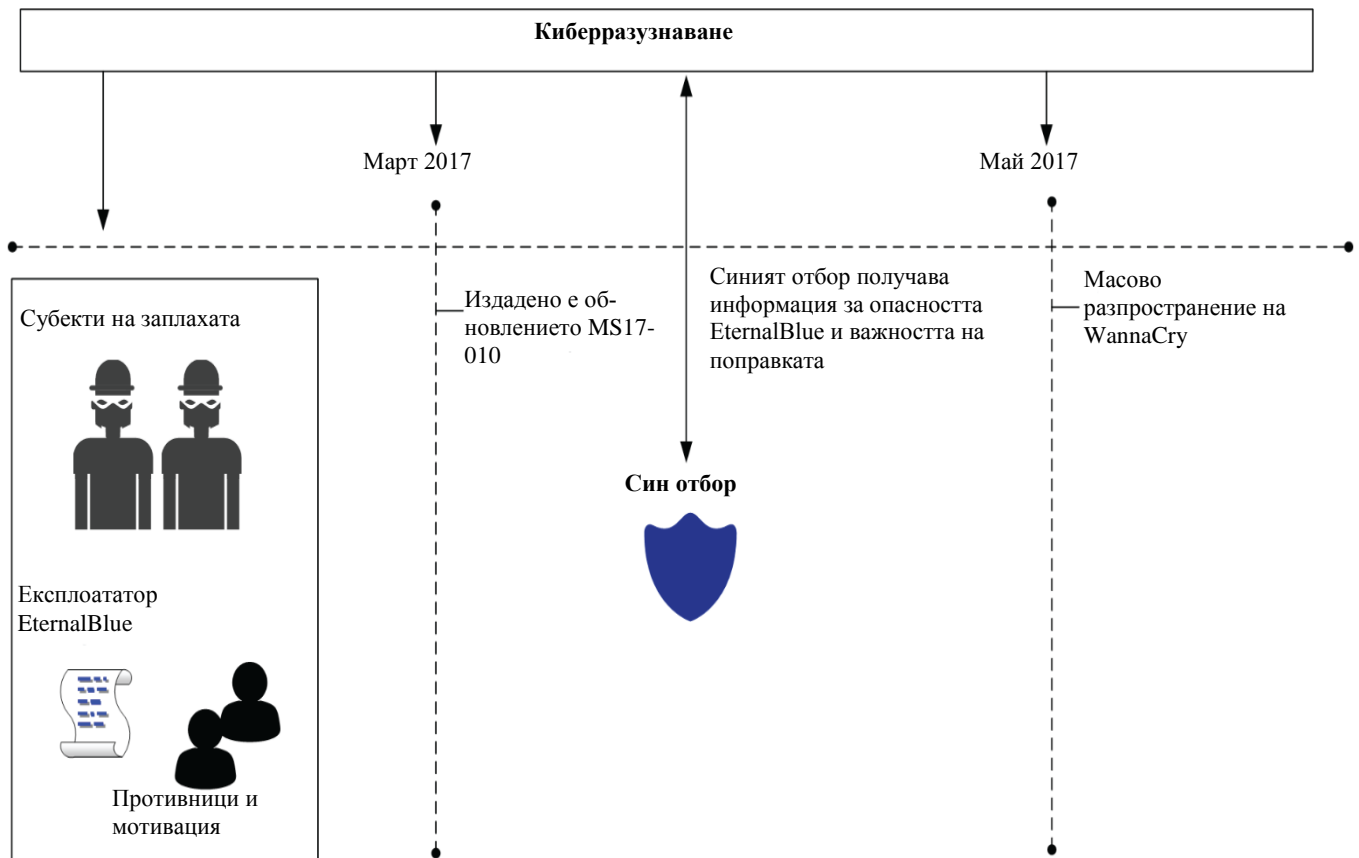 Киберразузнаване
Март 2017
Май 2017
Субекти на заплахата
Издадено е об-
новлението MS17-
010
Синият отбор получава
информация за опасността
EternalBlue и важността на
поправката
Масово
разпространение на
WannaCry
Син отбор
Експлоататор
EternalBlue
Противници и
мотивация